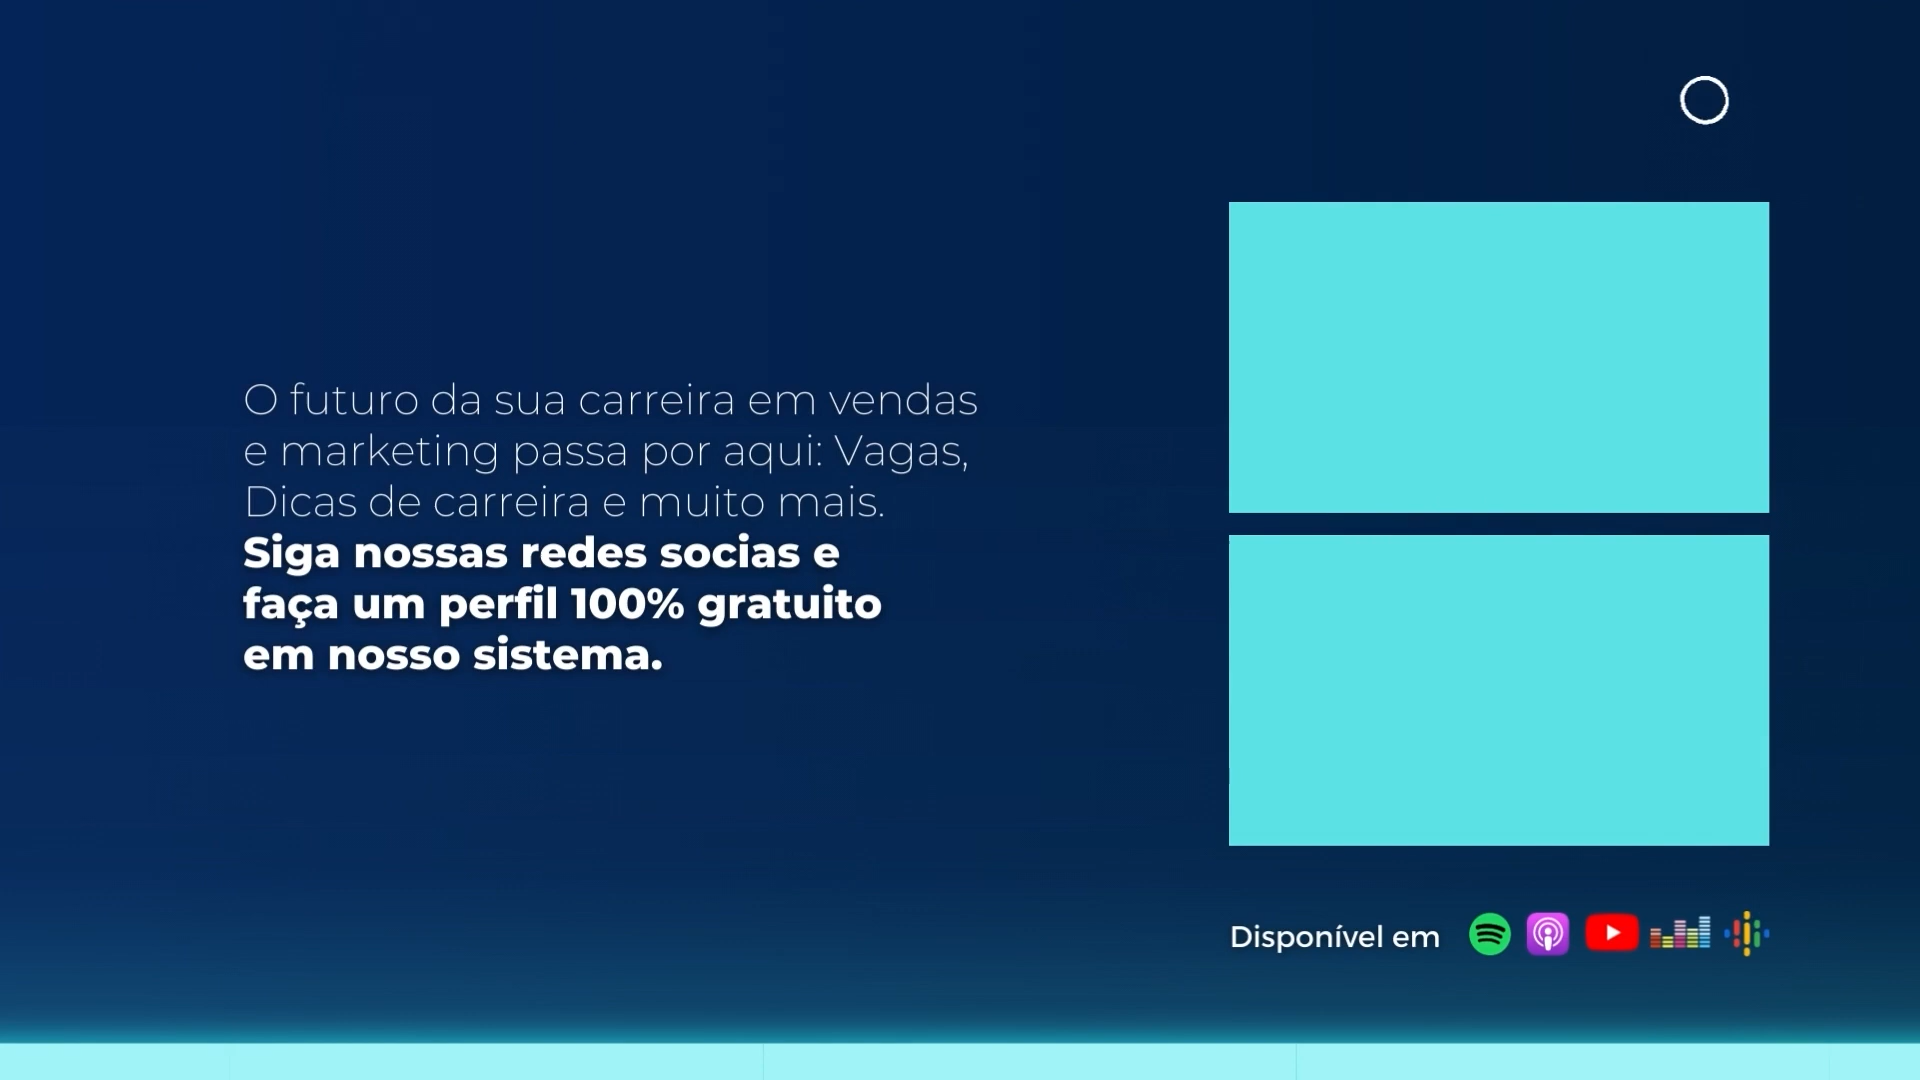 O futuro da sua carreira em vendas
e marketing passa por aqui: Vagas,
Dicas de carreira e muito mais.
Siga nossas redes socias e
faça um perfil 100% gratuito
em nosso sistema.
Disponível em